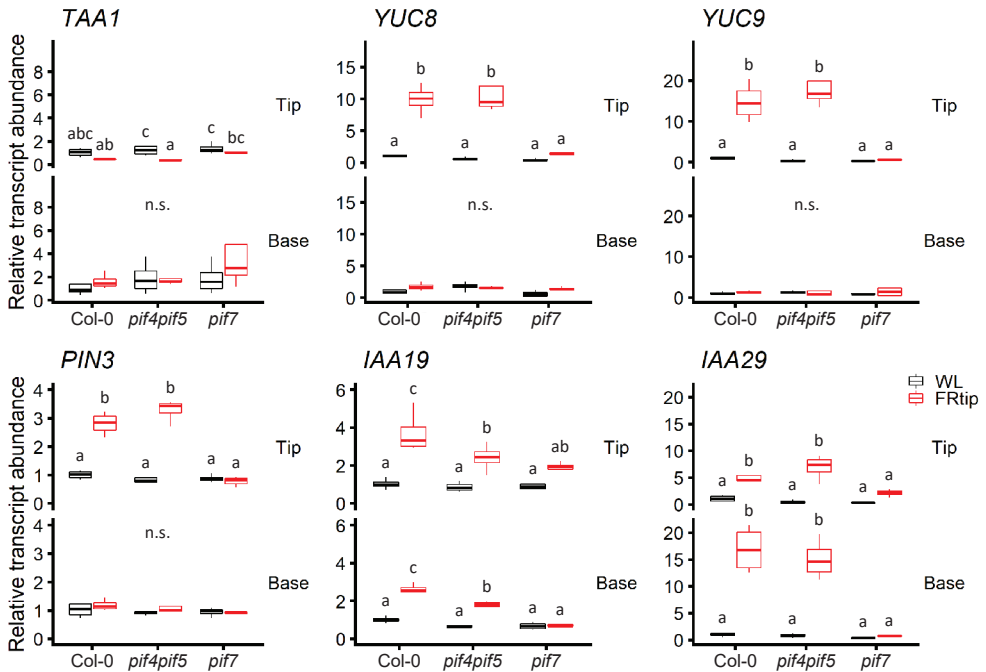 TAA1 YUC8 YUC9
Relative transcript abundance
8
6
4
2
0
abc ab c a c bc
Tip
8
6
4
2
0
n.s.
Base
Col-0 pif4pif5 pif7
15
10
5
0
a b a b a a
Tip
15
10
5
0
n.s.
Base
Col-0 pif4pif5 pif7
20
10
0
a b a b a a
Tip
20
10
0
n.s.
Base
Col-0 pif4pif5 pif7
PIN3 IAA19 IAA29
Relative transcript abundance
4
3
2
1
0
a b a b a a
Tip
4
3
2
1
0
n.s.
Base
Col-0 pif4pif5 pif7
6
4
2
0
a c a b a ab
Tip
6
4
2
0
a c a b a a
Base
Col-0 pif4pif5 pif7
WL
FRtip
20
15
10
5
0
a b a b a a
Tip
20
15
10
5
0
a b a b a a
Base
Col-0 pif4pif5 pif7